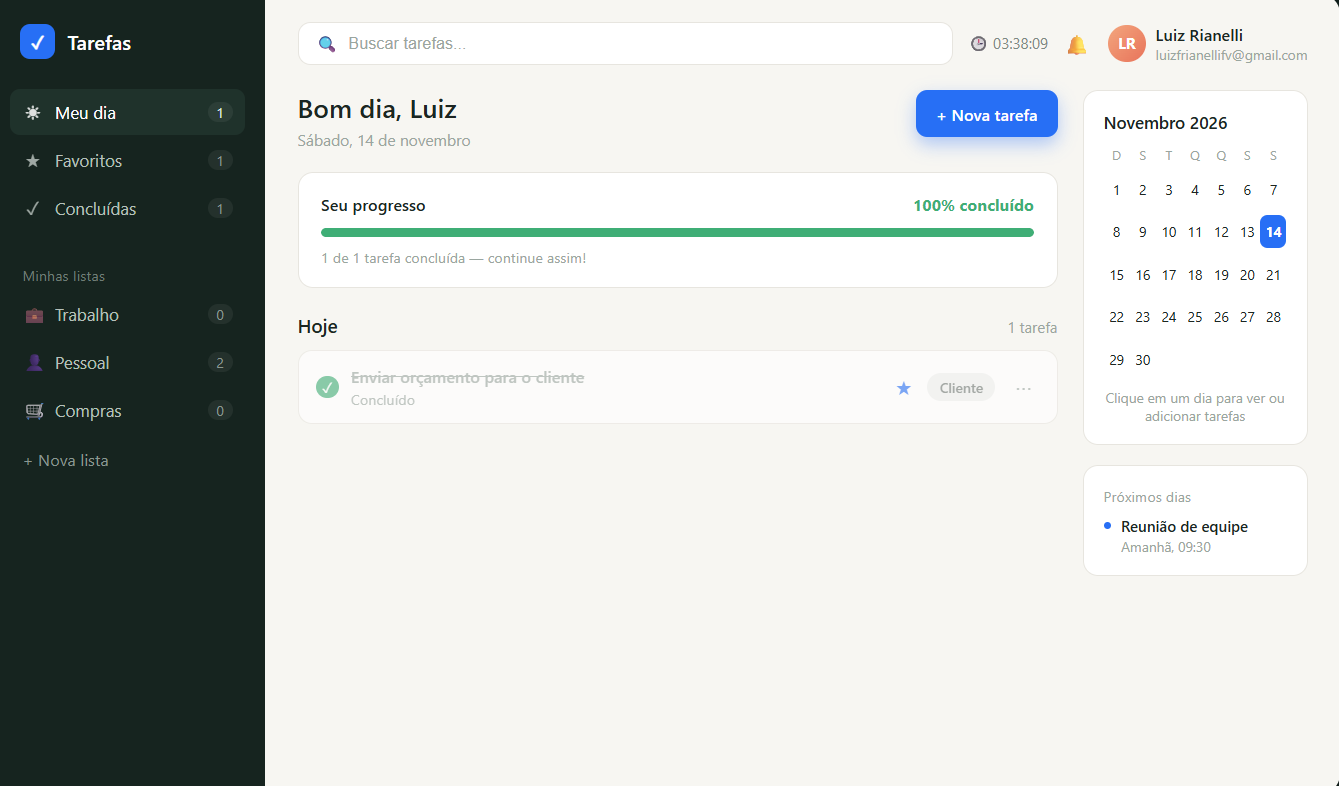 Tarefas
Meu dia 1
Favoritos 1
Concluídas 1
Minhas listas
Trabalho 0
Pessoal 2
Compras 0
+ Nova lista
Buscar tarefas...
03:38:09
LR
Luiz Rianelli
luizfrianellifv@gmail.com
Bom dia, Luiz
Sábado, 14 de novembro
+ Nova tarefa
Seu progresso 100% concluído
1 de 1 tarefa concluída — continue assim!
Hoje 1 tarefa
Enviar orçamento para o cliente
Concluído
Cliente ...
Novembro 2026
D S T Q Q S S
1 2 3 4 5 6 7
8 9 10 11 12 13 14
15 16 17 18 19 20 21
22 23 24 25 26 27 28
29 30
Clique em um dia para ver ou
adicionar tarefas
Próximos dias
Reunião de equipe
Amanhã, 09:30